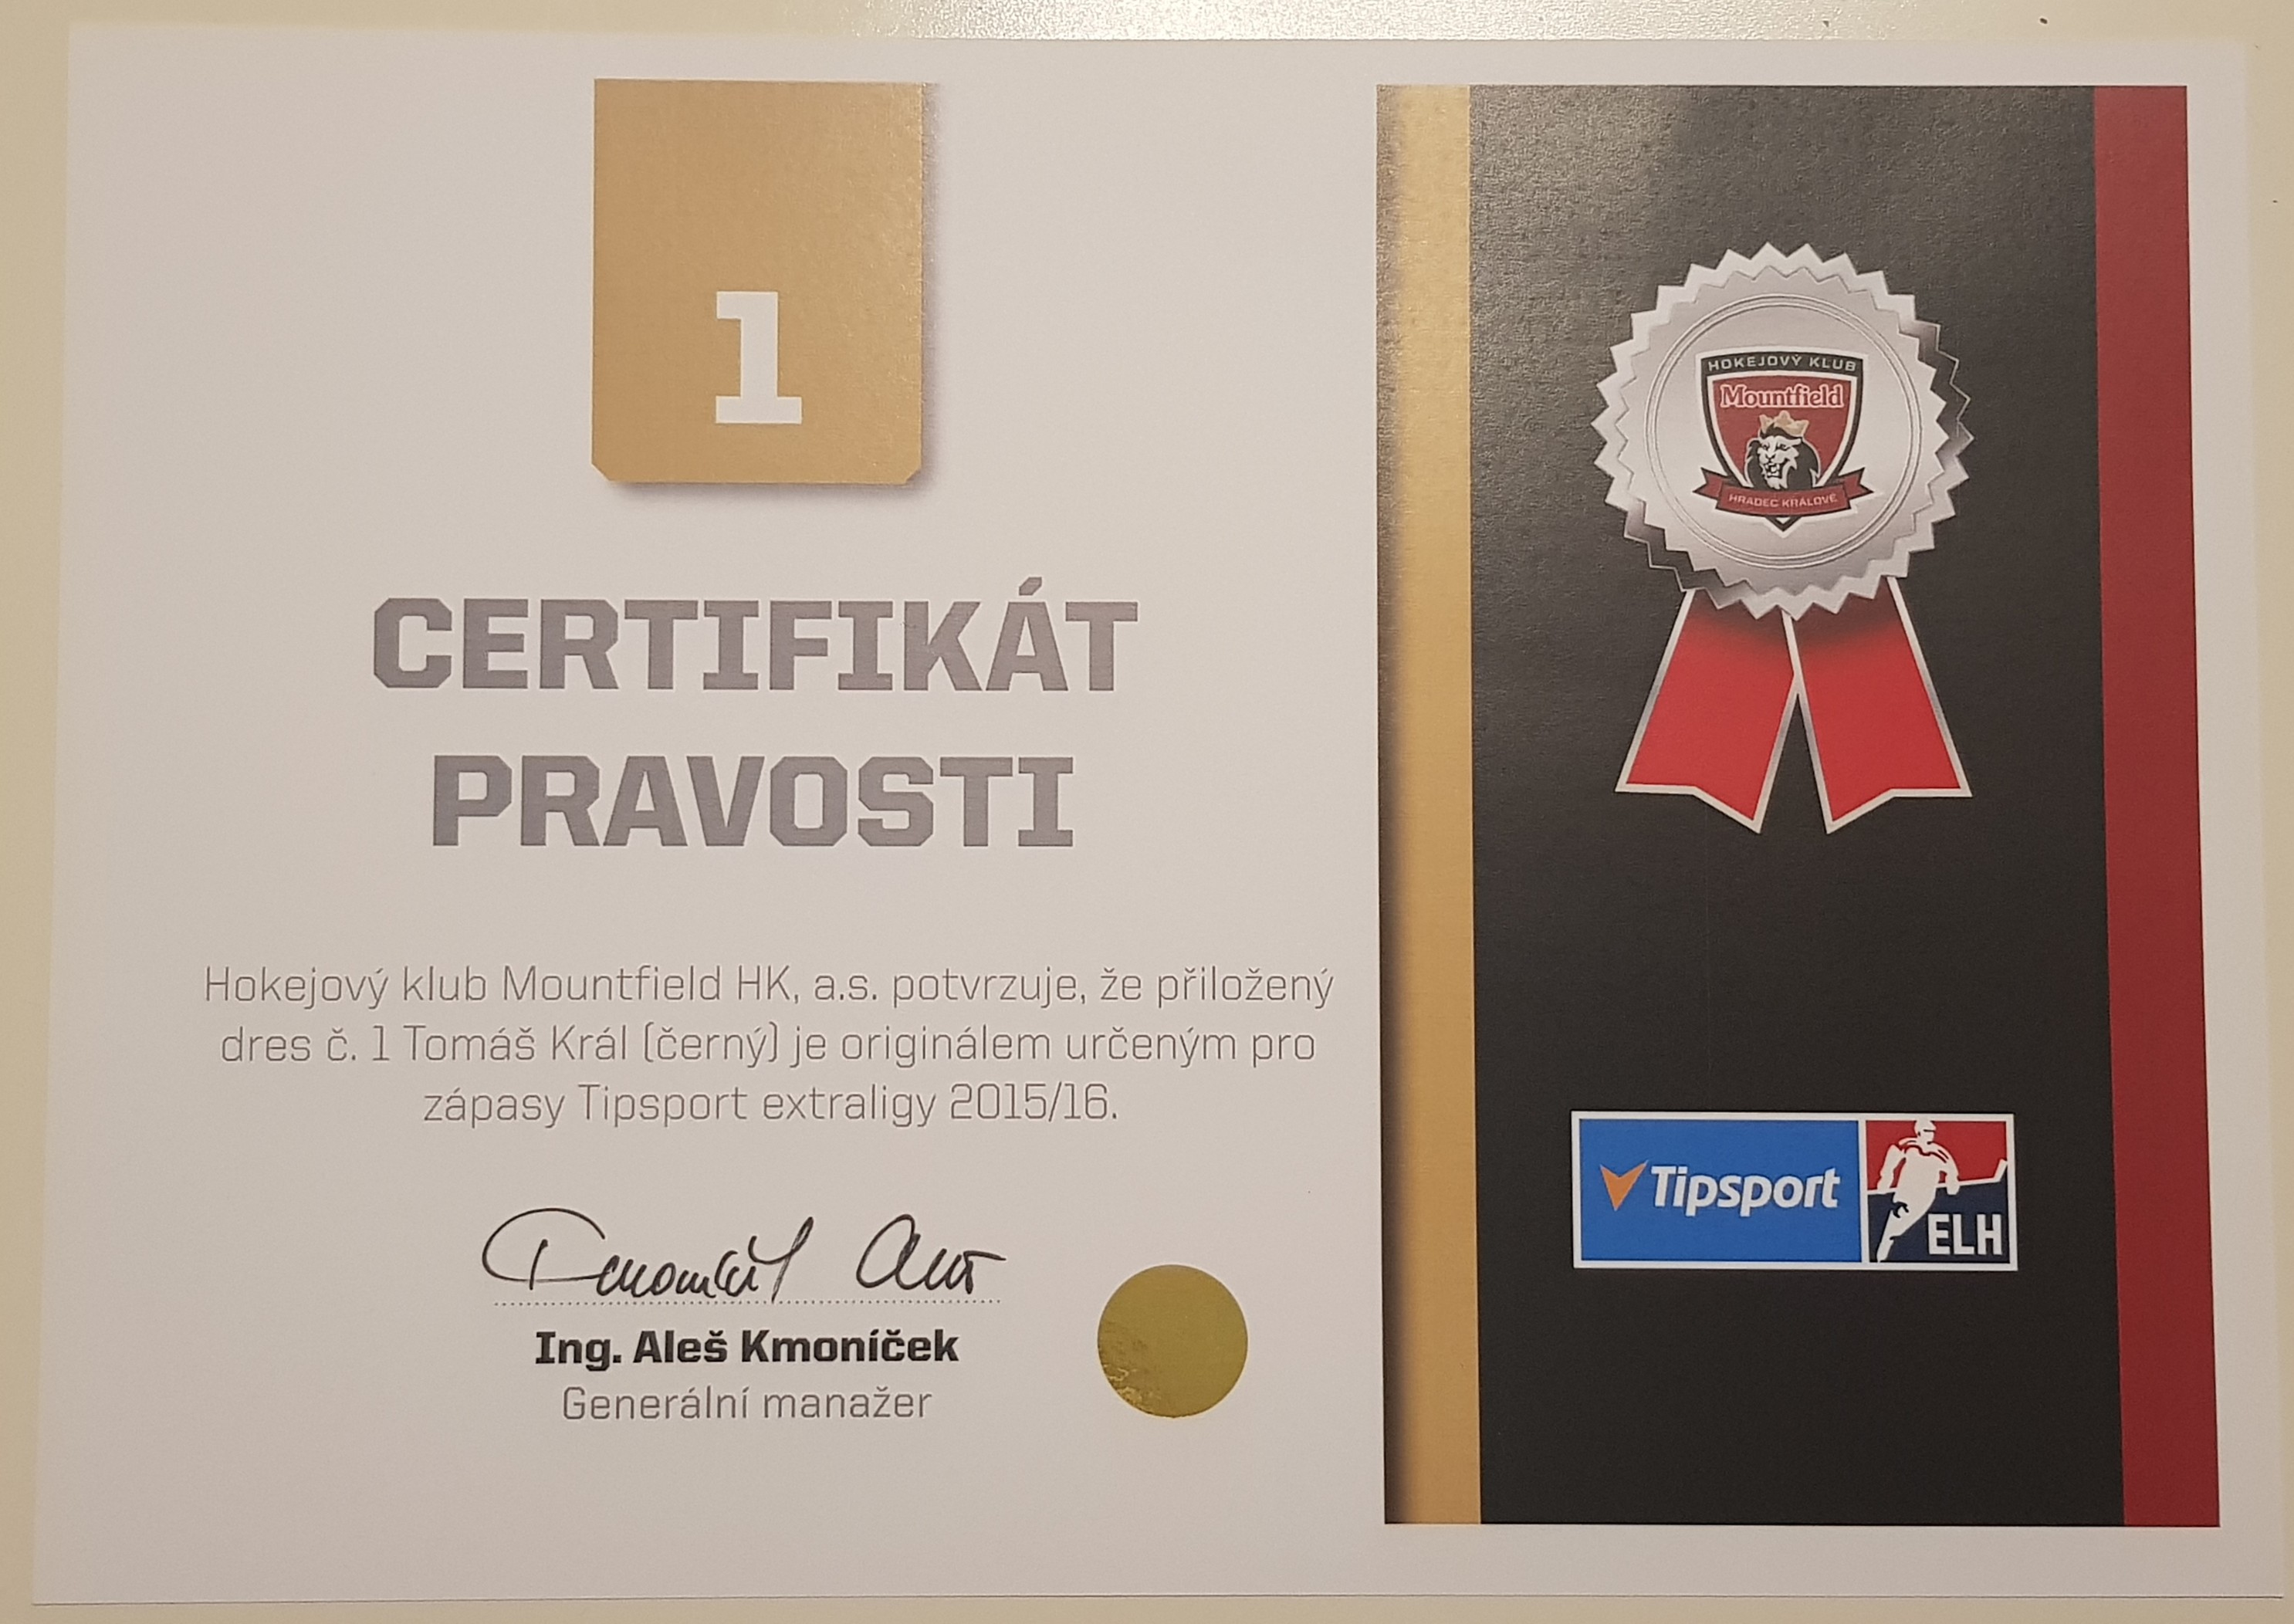 1
CERTIFIKÁT
PRAVOSTI
Hokejový klub Mountfield HK, a.s. potvrzuje, že přiložený
dres č. 1 Tomáš Král (černý) je originálem určeným pro
zápasy Tipsport extraligy 2015/16.
Ing. Aleš Kmoníček
Generální manažer
HOKEJOVÝ KLUB
Mountfield
HRADEC KRÁLOVÉ
Tipsport
ELH